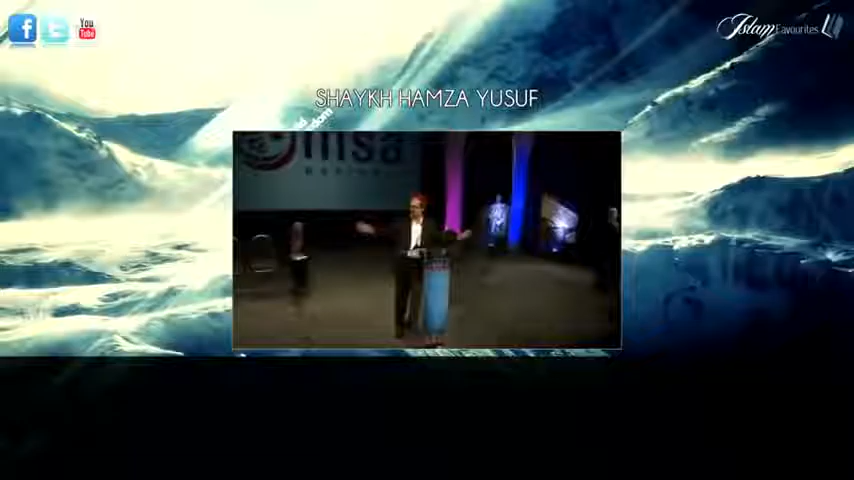 f
t
You
Tube
Islam Favourites
SHAYKH HAMZA YUSUF
msa